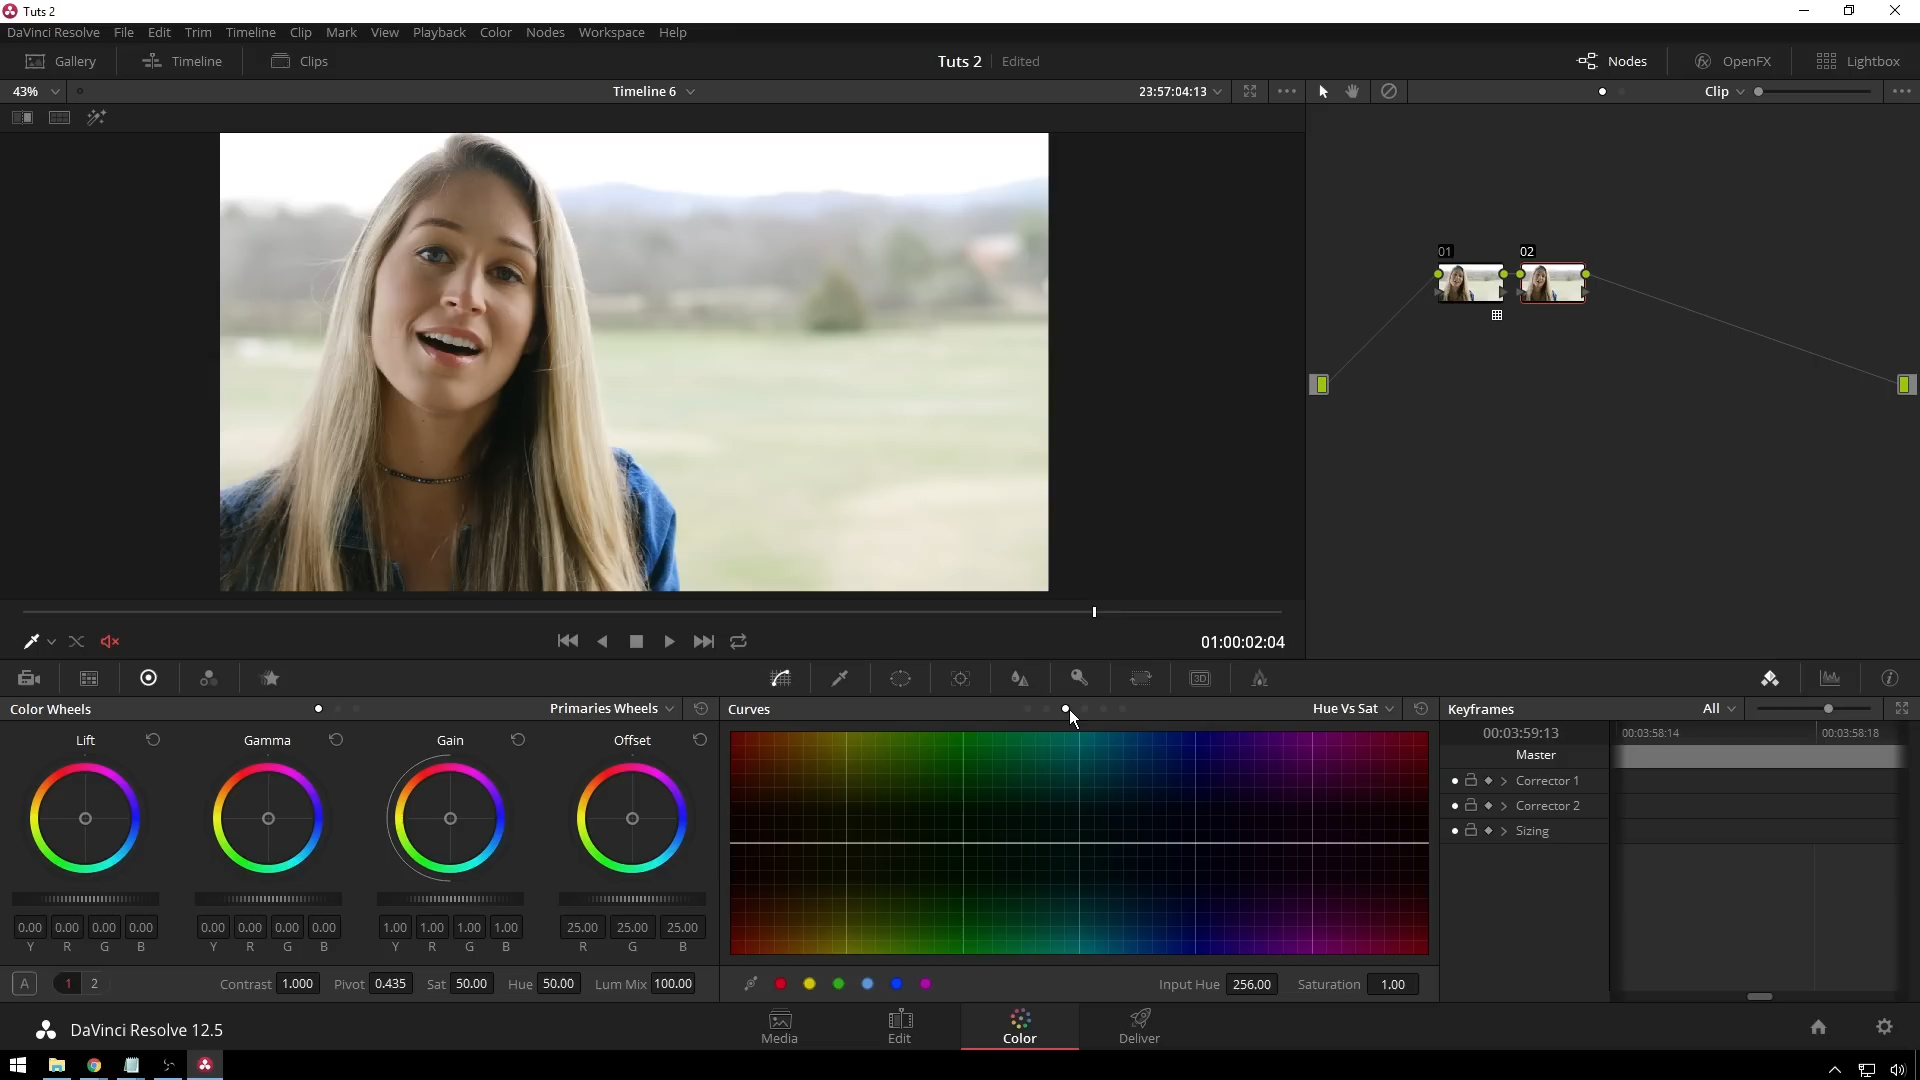 Tuts 2
DaVinci Resolve File Edit Trim Timeline Clip Mark View Playback Color Nodes Workspace Help
Gallery Timeline Clips Tuts 2 Edited Nodes OpenFX Lightbox
43% Timeline 6 23:57:04:13 Clip
01 02
01:00:02:04
3D
Color Wheels Primaries Wheels Curves Hue Vs Sat Keyframes All
Lift Gamma Gain Offset 00:03:59:13 00:03:58:14 00:03:58:18
Master
Corrector 1
Corrector 2
Sizing
0.00 0.00 0.00 0.00 0.00 0.00 0.00 0.00 1.00 1.00 1.00 1.00 25.00 25.00 25.00
Y R G B Y R G B Y R G B R G B
A 1 2 Contrast 1.000 Pivot 0.435 Sat 50.00 Hue 50.00 Lum Mix 100.00 Input Hue 256.00 Saturation 1.00
DaVinci Resolve 12.5 Media Edit Color Deliver